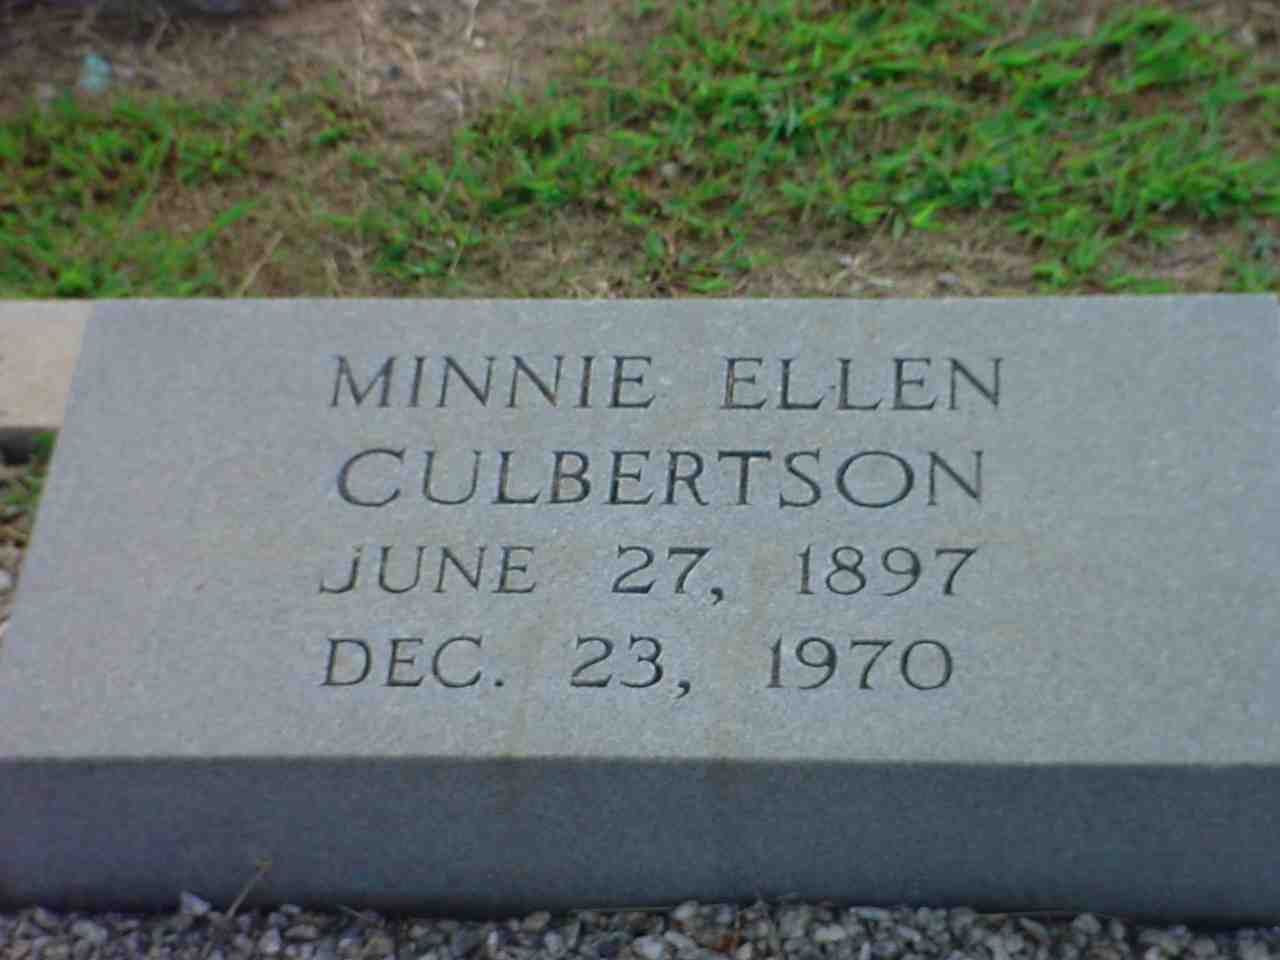 MINNIE ELLEN
CULBERTSON
JUNE 27, 1897
DEC. 23, 1970